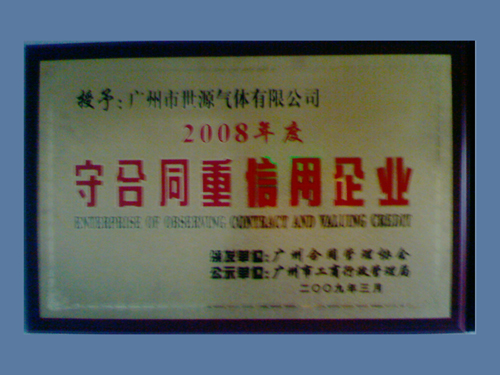 授予：广州市世源气体有限公司
2008年度
守合同重信用企业
ENTERPRISE OF OBSERVING CONTRACT AND VALUING CREDIT
颁发单位：广州合同管理协会
公示单位：广州市工商行政管理局
二〇〇九年三月